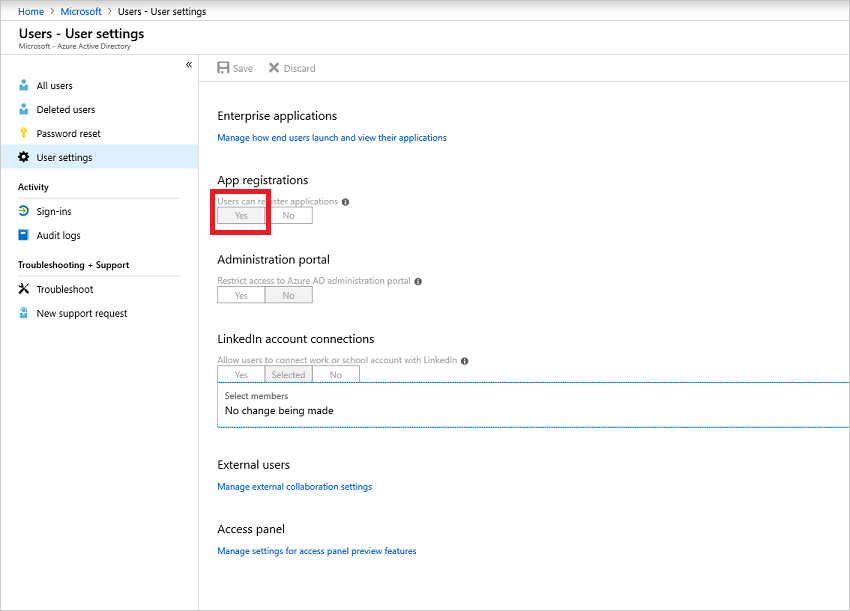 Home > Microsoft > Users - User settings
Users - User settings
Microsoft - Azure Active Directory
«
All users
Deleted users
Password reset
User settings
Activity
Sign-ins
Audit logs
Troubleshooting + Support
Troubleshoot
New support request
Save Discard
Enterprise applications
Manage how end users launch and view their applications
App registrations
Users can register applications
Yes No
Administration portal
Restrict access to Azure AD administration portal
Yes No
LinkedIn account connections
Allow users to connect work or school account with LinkedIn
Yes Selected No
Select members
No change being made
External users
Manage external collaboration settings
Access panel
Manage settings for access panel preview features